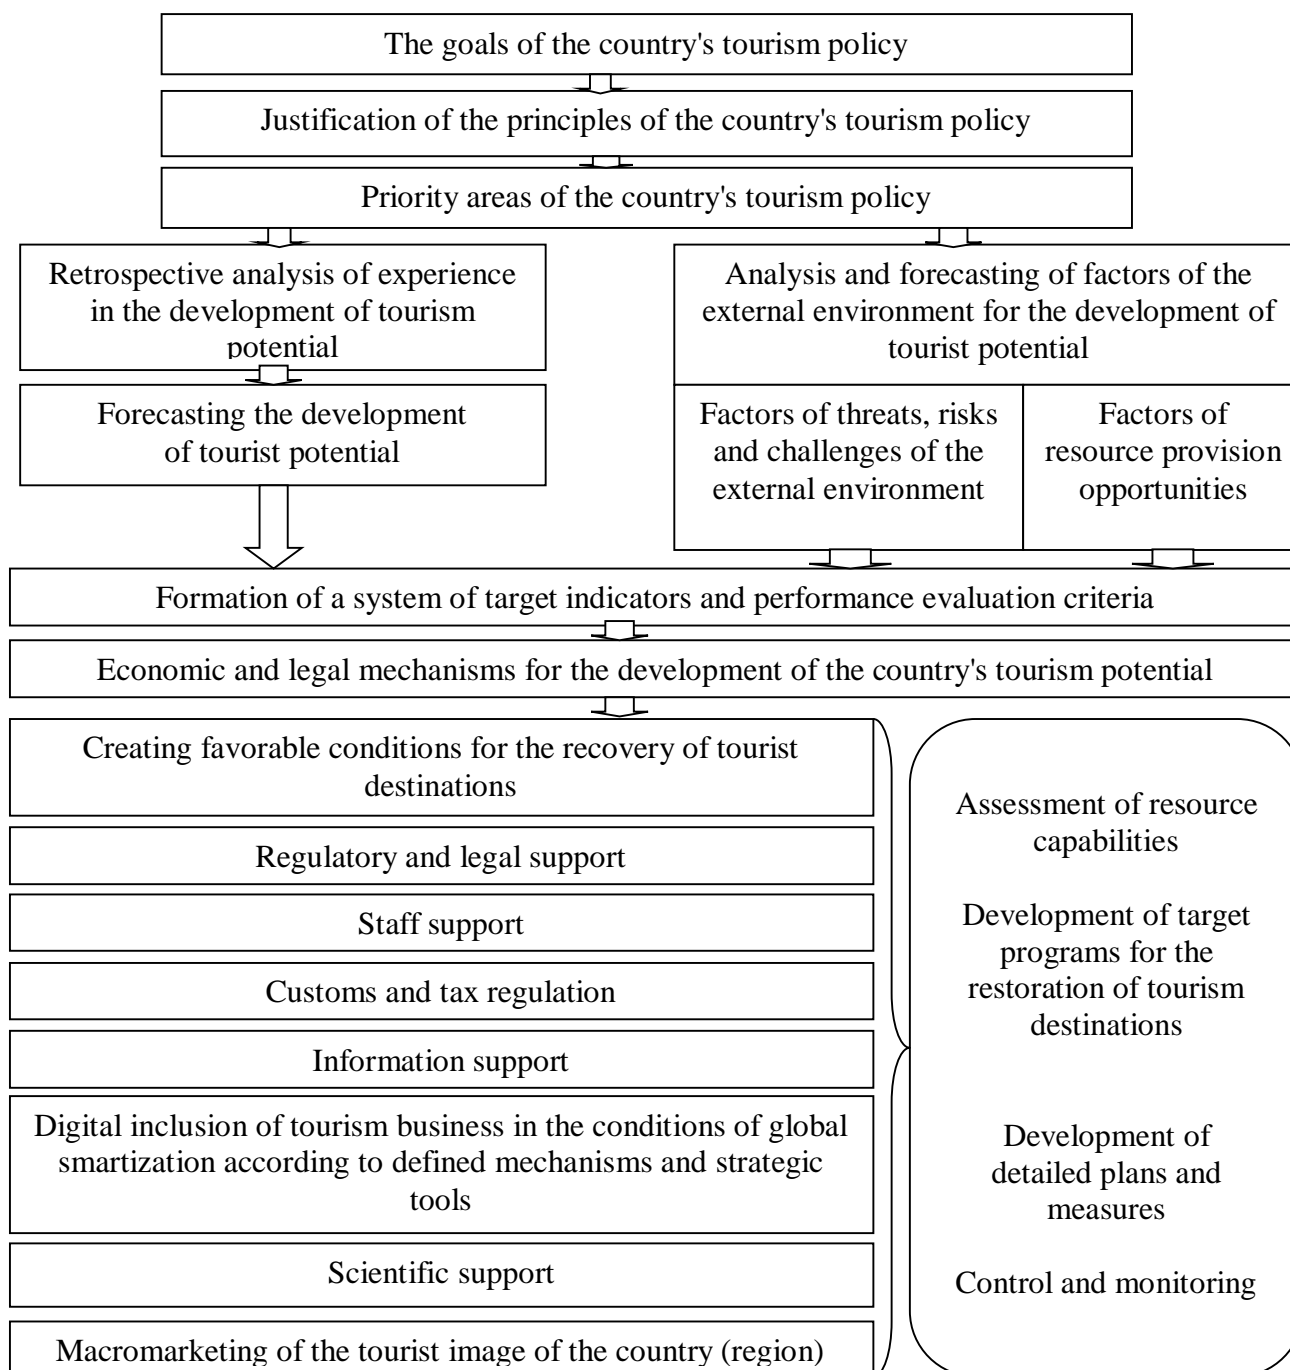 The goals of the country's tourism policy
Justification of the principles of the country's tourism policy
Priority areas of the country's tourism policy
Retrospective analysis of experience
in the development of tourism
potential
Forecasting the development
of tourist potential
Analysis and forecasting of factors of the
external environment for the development of
tourist potential
Factors of threats, risks
and challenges of the
external environment
Factors of
resource provision
opportunities
Formation of a system of target indicators and performance evaluation criteria
Economic and legal mechanisms for the development of the country's tourism potential
Creating favorable conditions for the recovery of tourist
destinations
Regulatory and legal support
Staff support
Customs and tax regulation
Information support
Digital inclusion of tourism business in the conditions of global
smartization according to defined mechanisms and strategic
tools
Scientific support
Macromarketing of the tourist image of the country (region)
Assessment of resource
capabilities
Development of target
programs for the
restoration of tourism
destinations
Development of
detailed plans and
measures
Control and monitoring